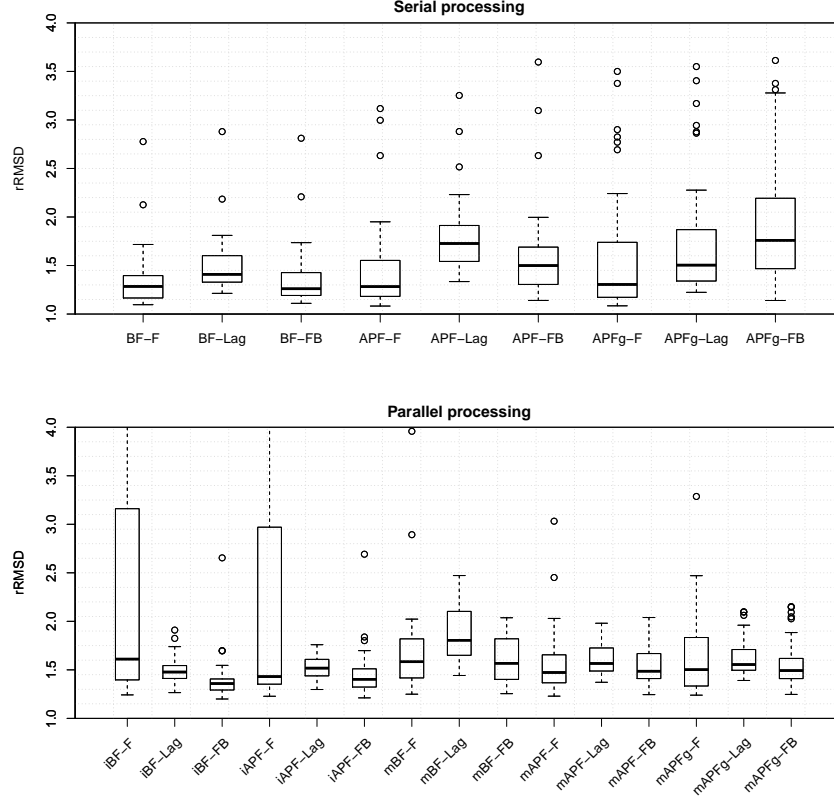 Serial processing
4.0
3.5
3.0
2.5
2.0
1.5
1.0
rRMSD
BF–F BF–Lag BF–FB APF–F APF–Lag APF–FB APFg–F APFg–Lag APFg–FB
Parallel processing
4.0
3.5
3.0
2.5
2.0
1.5
1.0
rRMSD
iBF–F iBF–Lag iBF–FB iAPF–F iAPF–Lag iAPF–FB mBF–F mBF–Lag mBF–FB mAPF–F mAPF–Lag mAPF–FB mAPFg–F mAPFg–Lag mAPFg–FB